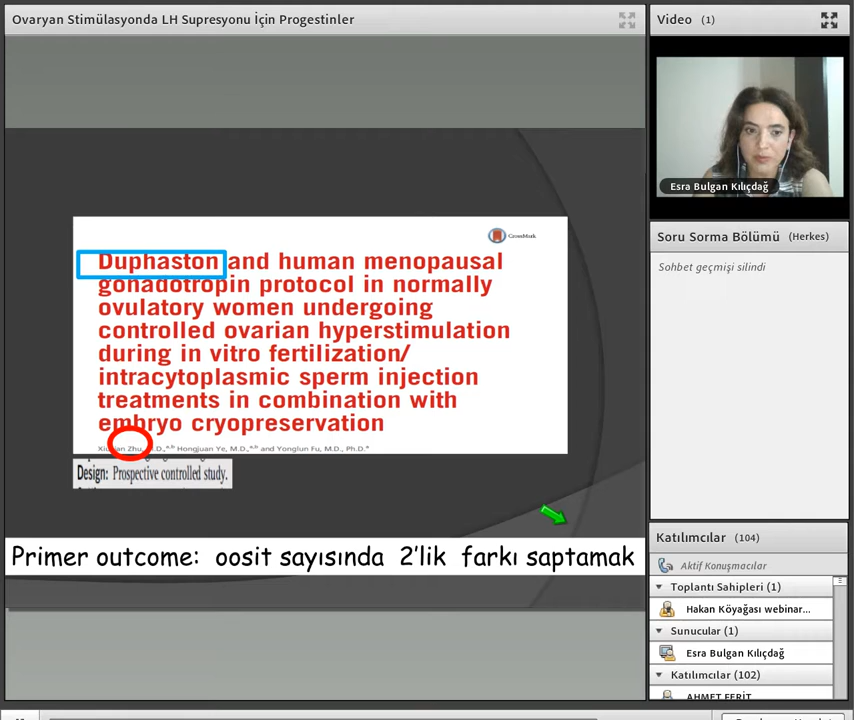 Ovaryan Stimülasyonda LH Supresyonu İçin Progestinler
Video (1)
Esra Bulgan Kılıçdağ
Soru Sorma Bölümü (Herkes)
Sohbet geçmişi silindi
CrossMark
Duphaston and human menopausal
gonadotropin protocol in normally
ovulatory women undergoing
controlled ovarian hyperstimulation
during in vitro fertilization/
intracytoplasmic sperm injection
treatments in combination with
embryo cryopreservation
Zhu, Hongjuan Ye, M.D.,a,b and Yonglun Fu, M.D., Ph.D.a
Design: Prospective controlled study.
Primer outcome: oosit sayısında 2'lik farkı saptamak
Katılımcılar (104)
Aktif Konuşmacılar
Toplantı Sahipleri (1)
Hakan Köyağası webinar...
Sunucular (1)
Esra Bulgan Kılıçdağ
Katılımcılar (102)
AHMET FERİT